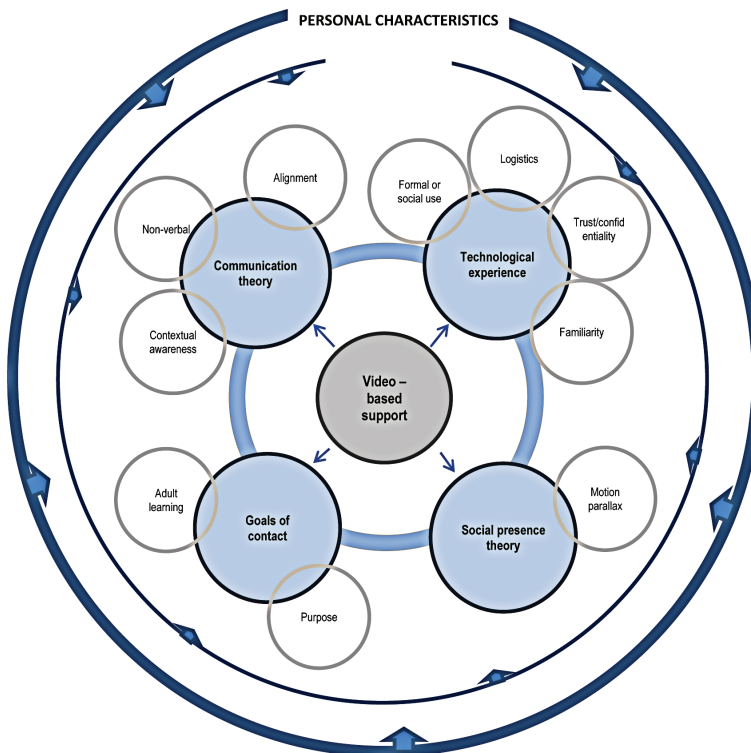 PERSONAL CHARACTERISTICS
Alignment
Non-verbal
Communication
theory
Contextual
awareness
Formal or
social use
Logistics
Trust/confid
entiality
Technological
experience
Familiarity
Video –
based
support
Adult
learning
Goals of
contact
Purpose
Social presence
theory
Motion
parallax